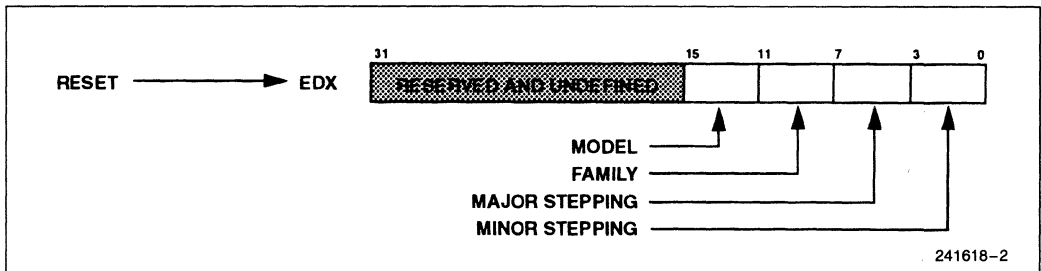 31 15 11 7 3 0
RESET EDX RESERVED AND UNDEFINED
MODEL
FAMILY
MAJOR STEPPING
MINOR STEPPING
241618–2